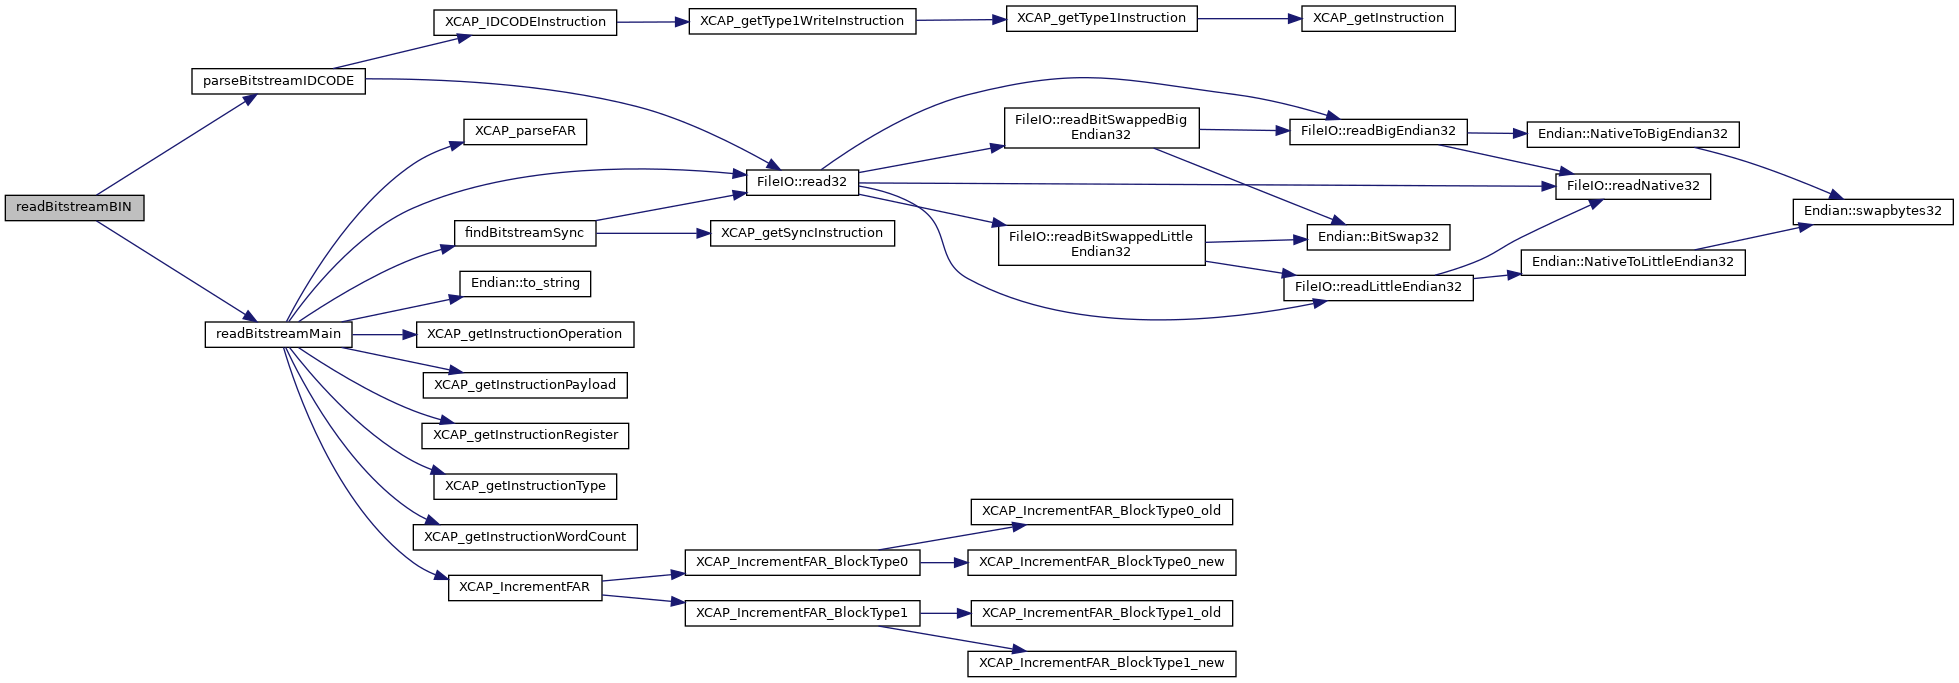 readBitstreamBIN
parseBitstreamIDCODE
readBitstreamMain
XCAP_IDCODEInstruction
XCAP_getType1WriteInstruction
XCAP_getType1Instruction
XCAP_getInstruction
XCAP_parseFAR
FileIO::read32
findBitstreamSync
XCAP_getSyncInstruction
Endian::to_string
XCAP_getInstructionOperation
XCAP_getInstructionPayload
XCAP_getInstructionRegister
XCAP_getInstructionType
XCAP_getInstructionWordCount
XCAP_IncrementFAR
FileIO::readBitSwappedBig
Endian32
FileIO::readBigEndian32
Endian::NativeToBigEndian32
FileIO::readNative32
Endian::swapbytes32
FileIO::readBitSwappedLittle
Endian32
Endian::BitSwap32
FileIO::readLittleEndian32
Endian::NativeToLittleEndian32
XCAP_IncrementFAR_BlockType0
XCAP_IncrementFAR_BlockType0_old
XCAP_IncrementFAR_BlockType0_new
XCAP_IncrementFAR_BlockType1
XCAP_IncrementFAR_BlockType1_old
XCAP_IncrementFAR_BlockType1_new